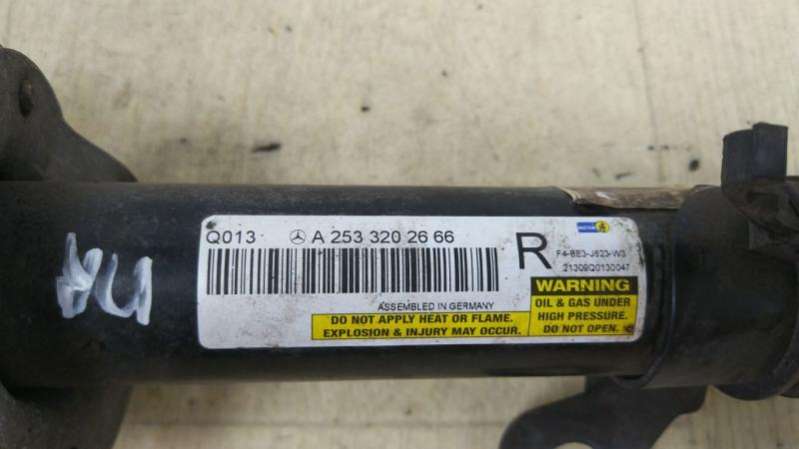 Q013 A 253 320 26 66
R
F4-BE3-J623-W3
21309Q0130047
ASSEMBLED IN GERMANY
DO NOT APPLY HEAT OR FLAME.
EXPLOSION & INJURY MAY OCCUR.
WARNING
OIL & GAS UNDER
HIGH PRESSURE.
DO NOT OPEN.